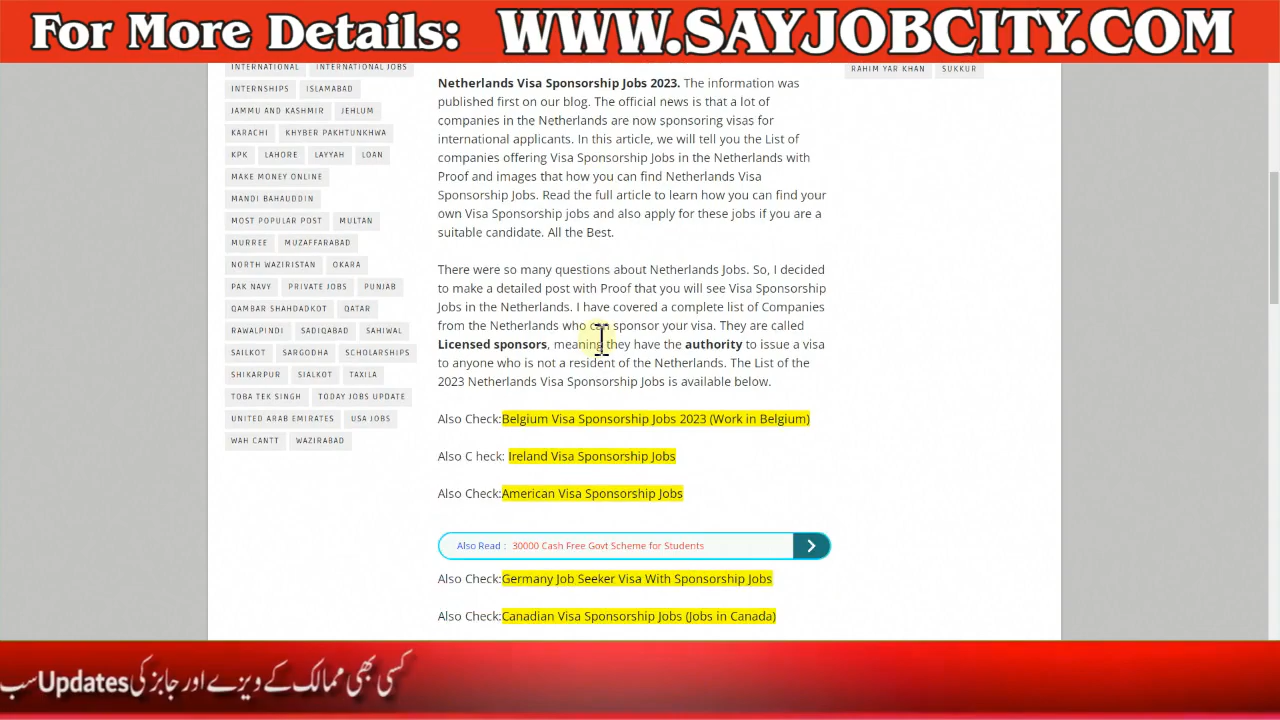 For More Details: WWW.SAYJOBCITY.COM
INTERNATIONAL INTERNATIONAL JOBS
INTERNSHIPS ISLAMABAD
JAMMU AND KASHMIR JEHLUM
KARACHI KHYBER PAKHTUNKHWA
KPK LAHORE LAYYAH LOAN
MAKE MONEY ONLINE
MANDI BAHAUDDIN
MOST POPULAR POST MULTAN
MURREE MUZAFFARABAD
NORTH WAZIRISTAN OKARA
PAK NAVY PRIVATE JOBS PUNJAB
QAMBAR SHAHDADKOT QATAR
RAWALPINDI SADIQABAD SAHIWAL
SAILKOT SARGODHA SCHOLARSHIPS
SHIKARPUR SIALKOT TAXILA
TOBA TEK SINGH TODAY JOBS UPDATE
UNITED ARAB EMIRATES USA JOBS
WAH CANTT WAZIRABAD
Netherlands Visa Sponsorship Jobs 2023. The information was
published first on our blog. The official news is that a lot of
companies in the Netherlands are now sponsoring visas for
international applicants. In this article, we will tell you the List of
companies offering Visa Sponsorship Jobs in the Netherlands with
Proof and images that how you can find Netherlands Visa
Sponsorship Jobs. Read the full article to learn how you can find your
own Visa Sponsorship jobs and also apply for these jobs if you are a
suitable candidate. All the Best.
There were so many questions about Netherlands Jobs. So, I decided
to make a detailed post with Proof that you will see Visa Sponsorship
Jobs in the Netherlands. I have covered a complete list of Companies
from the Netherlands who can sponsor your visa. They are called
Licensed sponsors, meaning they have the authority to issue a visa
to anyone who is not a resident of the Netherlands. The List of the
2023 Netherlands Visa Sponsorship Jobs is available below.
Also Check:Belgium Visa Sponsorship Jobs 2023 (Work in Belgium)
Also C heck: Ireland Visa Sponsorship Jobs
Also Check:American Visa Sponsorship Jobs
Also Read : 30000 Cash Free Govt Scheme for Students
Also Check:Germany Job Seeker Visa With Sponsorship Jobs
Also Check:Canadian Visa Sponsorship Jobs (Jobs in Canada)
RAHIM YAR KHAN SUKKUR
کسی بھی ممالک کے ویزے اور جابز کی Updates سب